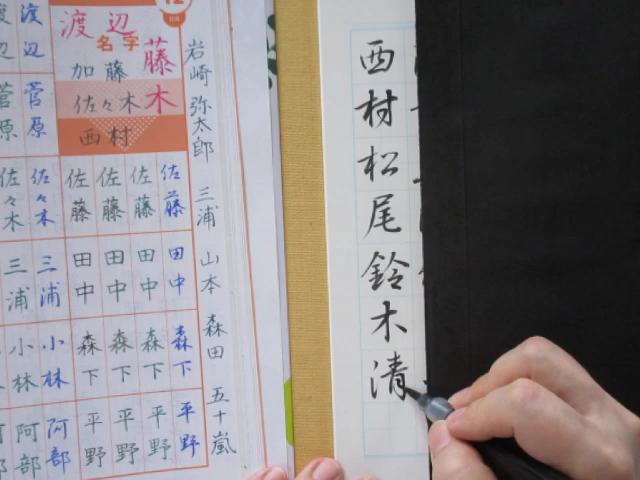 西村松尾鈴木清
岩崎 弥太郎 三浦 山本 森田 五十嵐
12
名字
渡辺
加藤 藤
佐々木 木
西村
佐藤 佐藤 佐藤 佐藤
田中 田中 田中 田中
森下 森下 森下 森下
平野 平野 平野 平野
渡辺
菅原 菅原
佐々木 佐々木
三浦 三浦
小林 小林
阿部 阿部